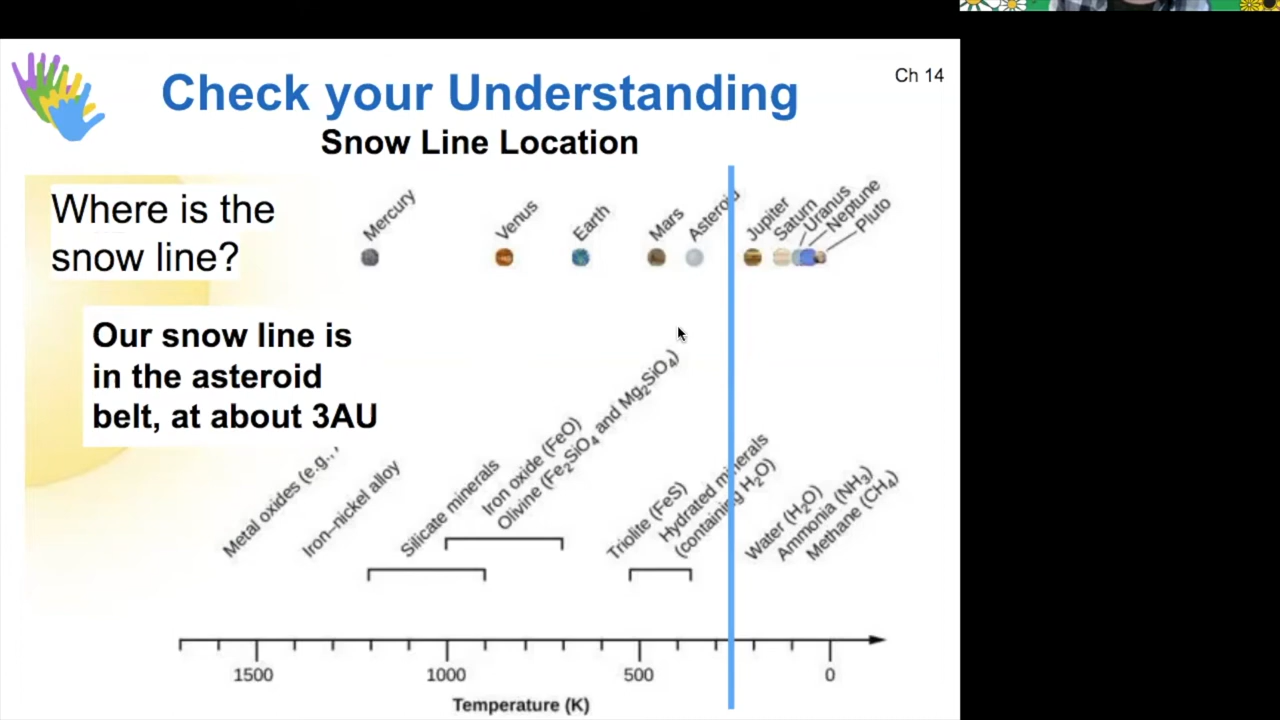 Check your Understanding
Ch 14
Snow Line Location
Where is the
snow line?
Our snow line is
in the asteroid
belt, at about 3AU
Mercury
Venus
Earth
Mars
Asteroid
Jupiter
Saturn
Uranus
Neptune
Pluto
Metal oxides (e.g.,
Iron–nickel alloy
Silicate minerals
Iron oxide (FeO)
Olivine (Fe₂SiO₄ and Mg₂SiO₄)
Triolite (FeS)
Hydrated minerals
(containing H₂O)
Water (H₂O)
Ammonia (NH₃)
Methane (CH₄)
1500
1000
500
0
Temperature (K)